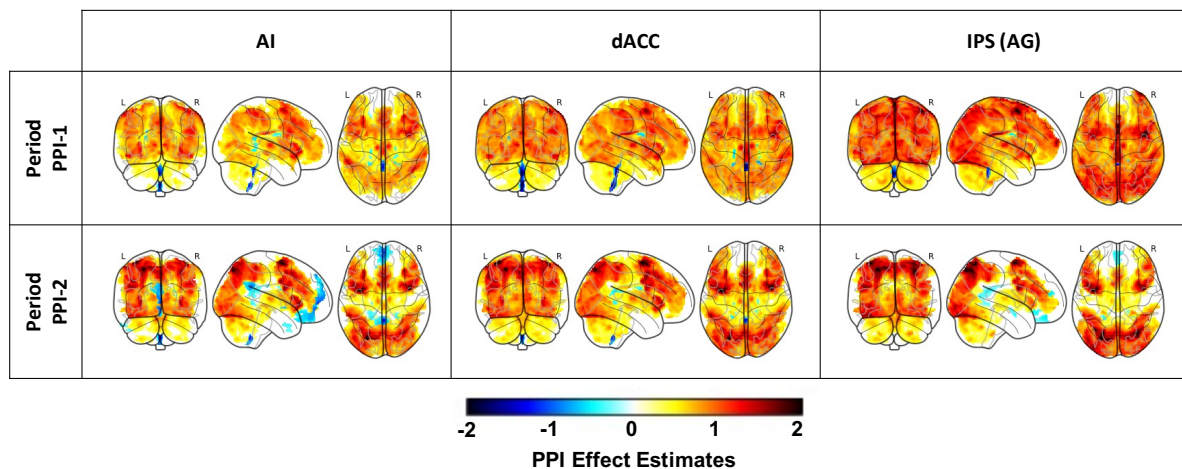 AI dACC IPS (AG)
Period
PPI-1
L R L R L R
L R L R L R
Period
PPI-2
L R L R L R
L R L R L R
-2 -1 0 1 2
PPI Effect Estimates